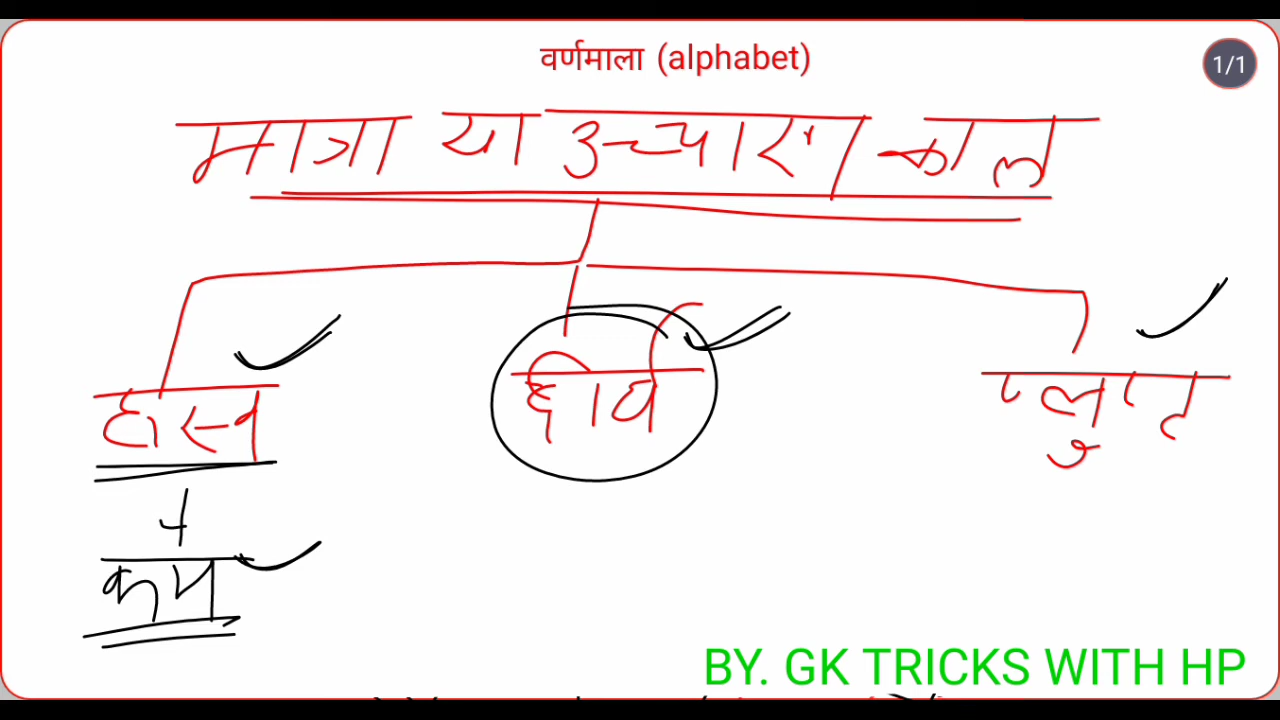 वर्णमाला (alphabet)
1/1
मात्रा या उच्चारण काल
ह्रस्व दीर्घ प्लुप्त
कम
BY. GK TRICKS WITH HP